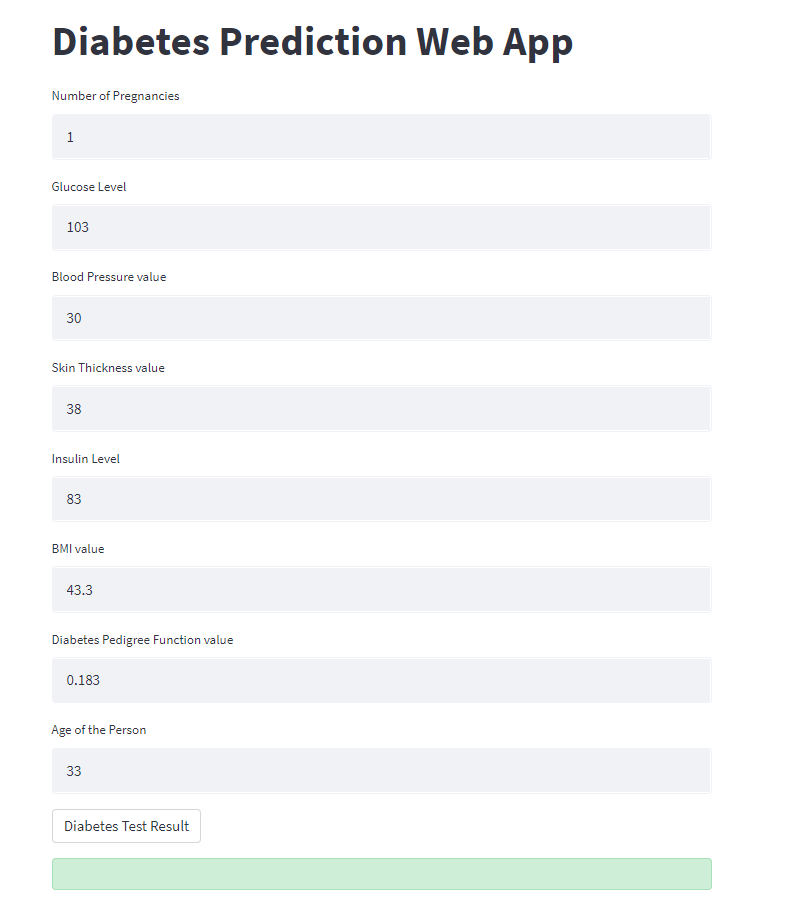 Diabetes Prediction Web App
Number of Pregnancies
1
Glucose Level
103
Blood Pressure value
30
Skin Thickness value
38
Insulin Level
83
BMI value
43.3
Diabetes Pedigree Function value
0.183
Age of the Person
33
Diabetes Test Result